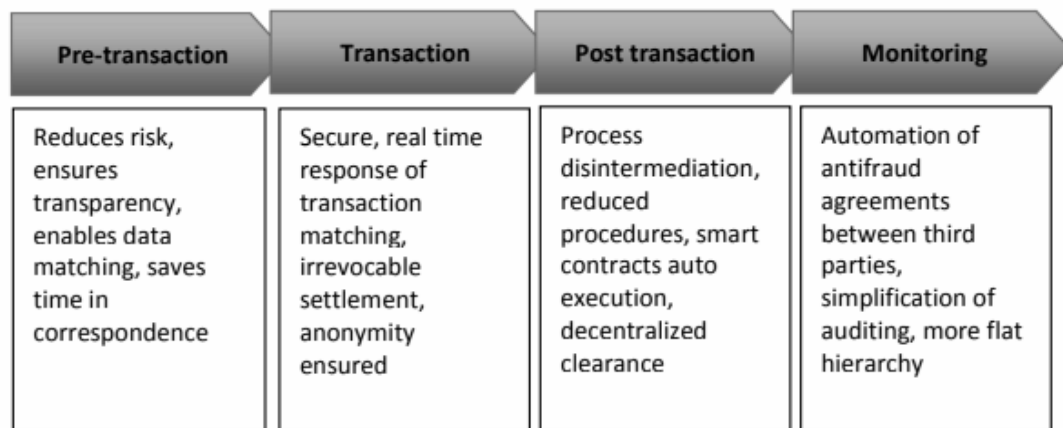 Pre-transaction
Transaction
Post transaction
Monitoring
Reduces risk,
ensures
transparency,
enables data
matching, saves
time in
correspondence
Secure, real time
response of
transaction
matching,
irrevocable
settlement,
anonymity
ensured
Process
disintermediation,
reduced
procedures, smart
contracts auto
execution,
decentralized
clearance
Automation of
antifraud
agreements
between third
parties,
simplification of
auditing, more flat
hierarchy